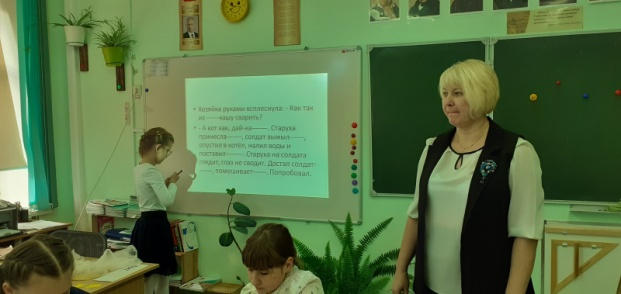 • Хозяйка руками всплеснула: - Как так
из ------кашу сварить?
• - А вот как, дай-ка-------. Старуха
принесла--------, солдат вымыл-----,
опустил в котёл, налил воды и
поставил--------. Старуха на солдата
глядит, глаз не сводит. Достал солдат-
----, помешивает-----. Попробовал.